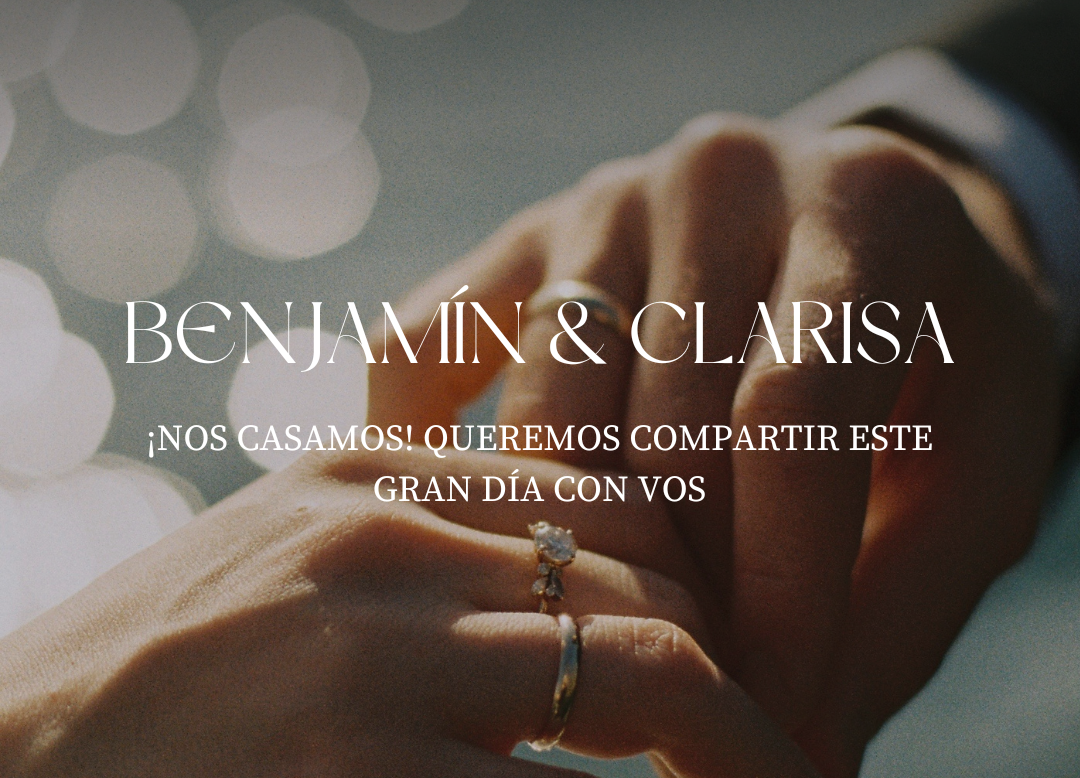 BENJAMÍN & CLARISA
¡NOS CASAMOS! QUEREMOS COMPARTIR ESTE
GRAN DÍA CON VOS